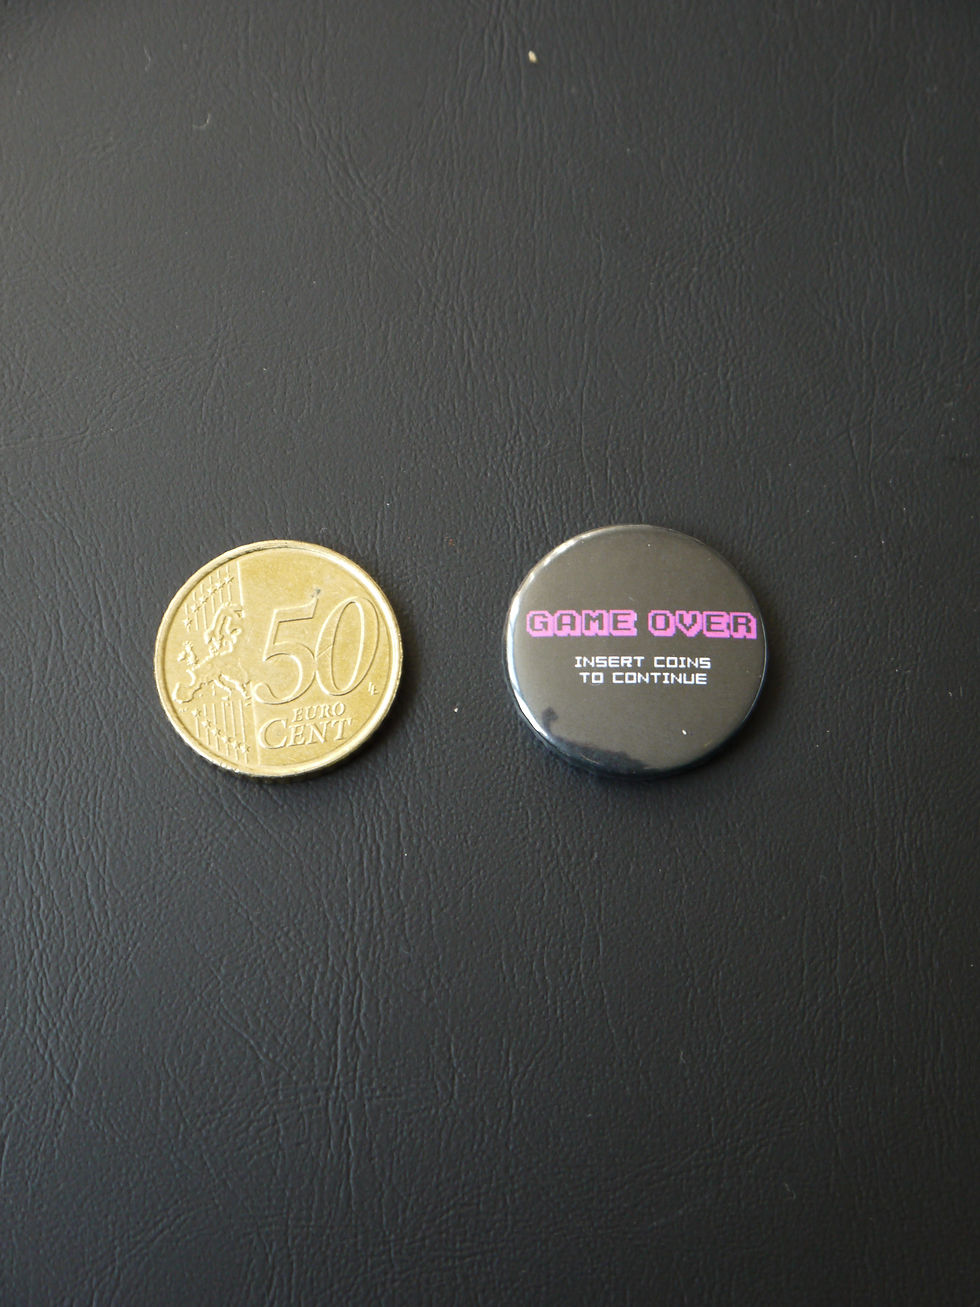 50
EURO
CENT
GAME OVER
INSERT COINS
TO CONTINUE